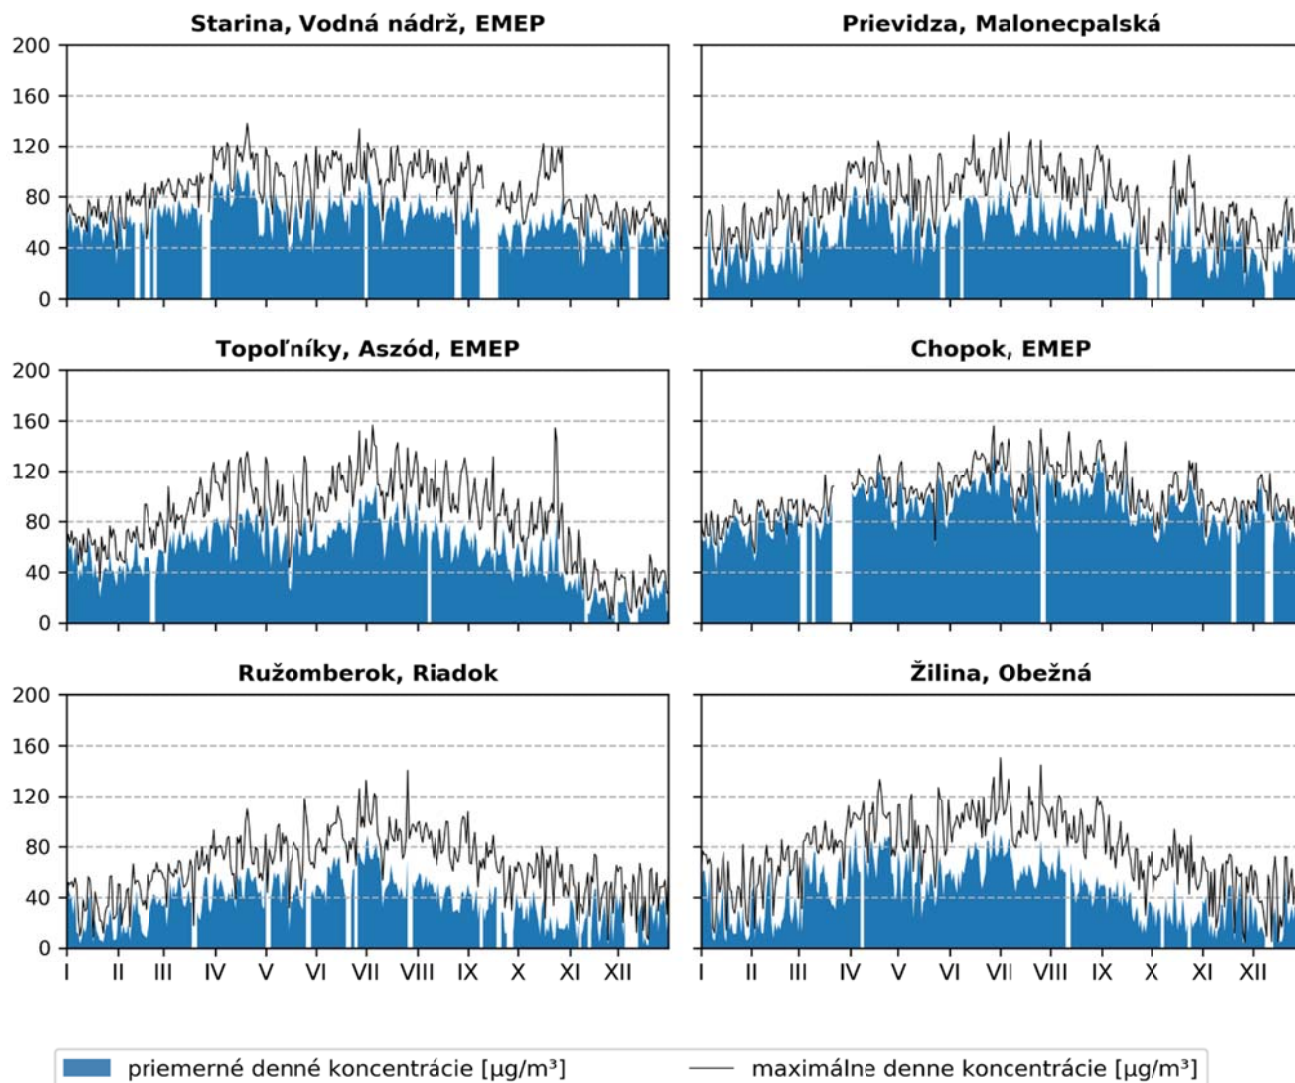 Starina, Vodná nádrž, EMEP
Prievidza, Malonecpalská
200
160
120
80
40
0
Topoľníky, Aszód, EMEP
Chopok, EMEP
200
160
120
80
40
0
Ružomberok, Riadok
Žilina, Obežná
200
160
120
80
40
0
I II III IV V VI VII VIII IX X XI XII
I II III IV V VI VII VIII IX X XI XII
priemerné denné koncentrácie [µg/m³]
maximálne denne koncentrácie [µg/m³]